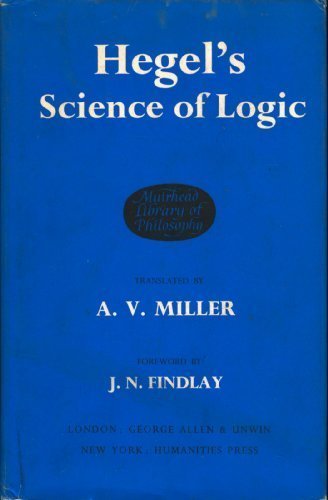 Hegel's
Science of Logic
Muirhead
Library of
Philosophy
TRANSLATED BY
A. V. MILLER
FOREWORD BY
J. N. FINDLAY
LONDON: GEORGE ALLEN & UNWIN
NEW YORK: HUMANITIES PRESS